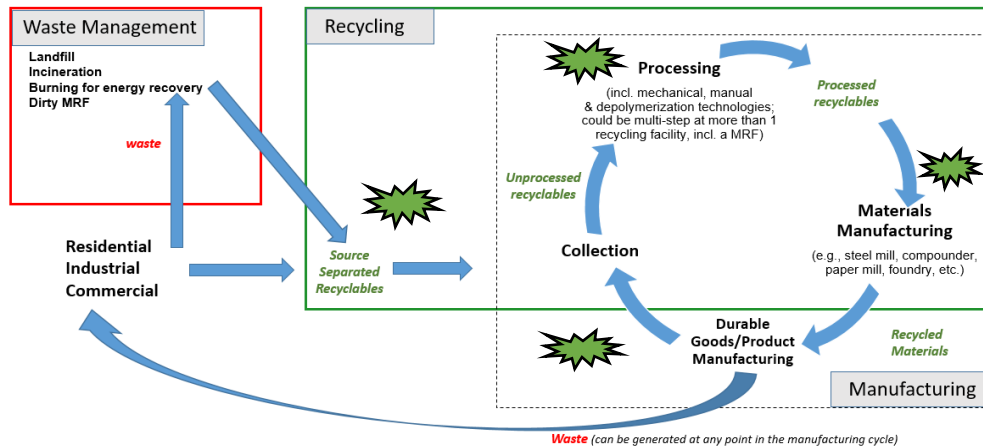 Waste Management
Landfill
Incineration
Burning for energy recovery
Dirty MRF
waste
Residential
Industrial
Commercial
Recycling
Source
Separated
Recyclables
Processing
(incl. mechanical, manual
& depolymerization technologies;
could be multi-step at more than 1
recycling facility, incl. a MRF)
Processed
recyclables
Unprocessed
recyclables
Collection
Materials
Manufacturing
(e.g., steel mill, compounder,
paper mill, foundry, etc.)
Durable
Goods/Product
Manufacturing
Recycled
Materials
Manufacturing
Waste (can be generated at any point in the manufacturing cycle)